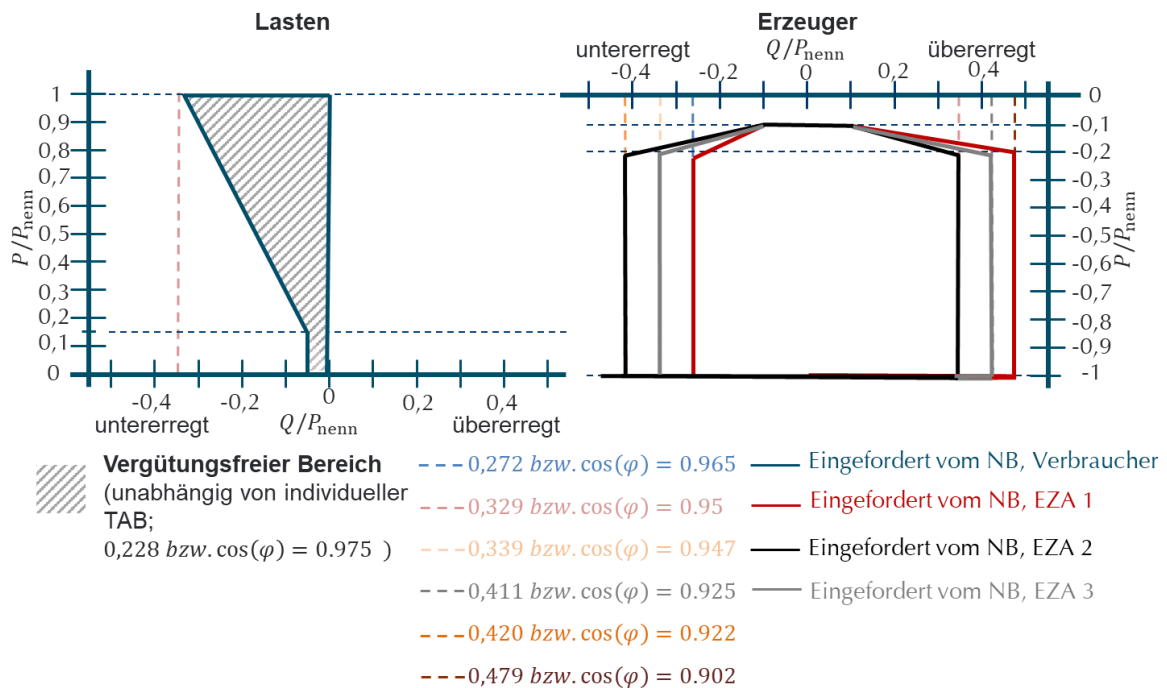 Lasten
Erzeuger
untererregt
Q/P_nenn
übererregt
-0,4
-0,2
0
0,2
0,4
P/P_nenn
1
0,9
0,8
0,7
0,6
0,5
0,4
0,3
0,2
0,1
0
0
-0,1
-0,2
-0,3
-0,4
-0,5
-0,6
-0,7
-0,8
-0,9
-1
P/P_nenn
-0,4
-0,2
0
0,2
0,4
untererregt
Q/P_nenn
übererregt
Vergütungsfreier Bereich
(unabhängig von individueller
TAB;
0,228 bzw. cos(φ) = 0.975 )
0,272 bzw. cos(φ) = 0.965
0,329 bzw. cos(φ) = 0.95
0,339 bzw. cos(φ) = 0.947
0,411 bzw. cos(φ) = 0.925
0,420 bzw. cos(φ) = 0.922
0,479 bzw. cos(φ) = 0.902
Eingefordert vom NB, Verbraucher
Eingefordert vom NB, EZA 1
Eingefordert vom NB, EZA 2
Eingefordert vom NB, EZA 3